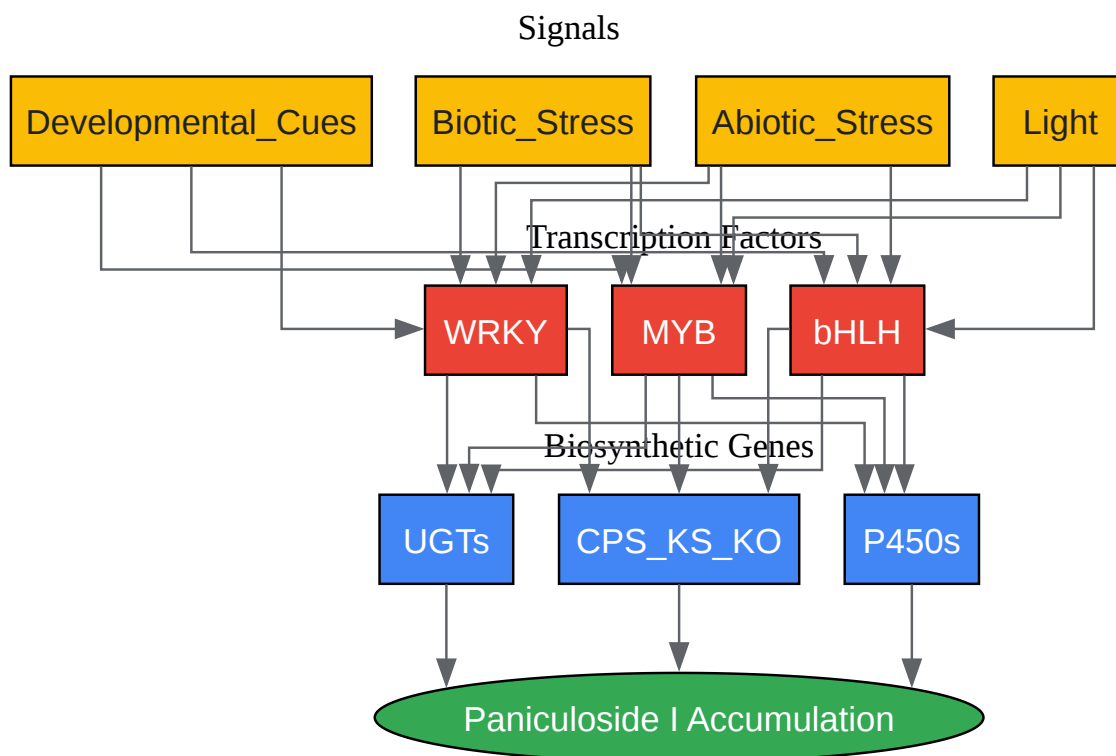 Signals
Developmental_Cues
Biotic_Stress
Abiotic_Stress
Light
Transcription Factors
WRKY
MYB
bHLH
Biosynthetic Genes
UGTs
CPS_KS_KO
P450s
Paniculoside I Accumulation